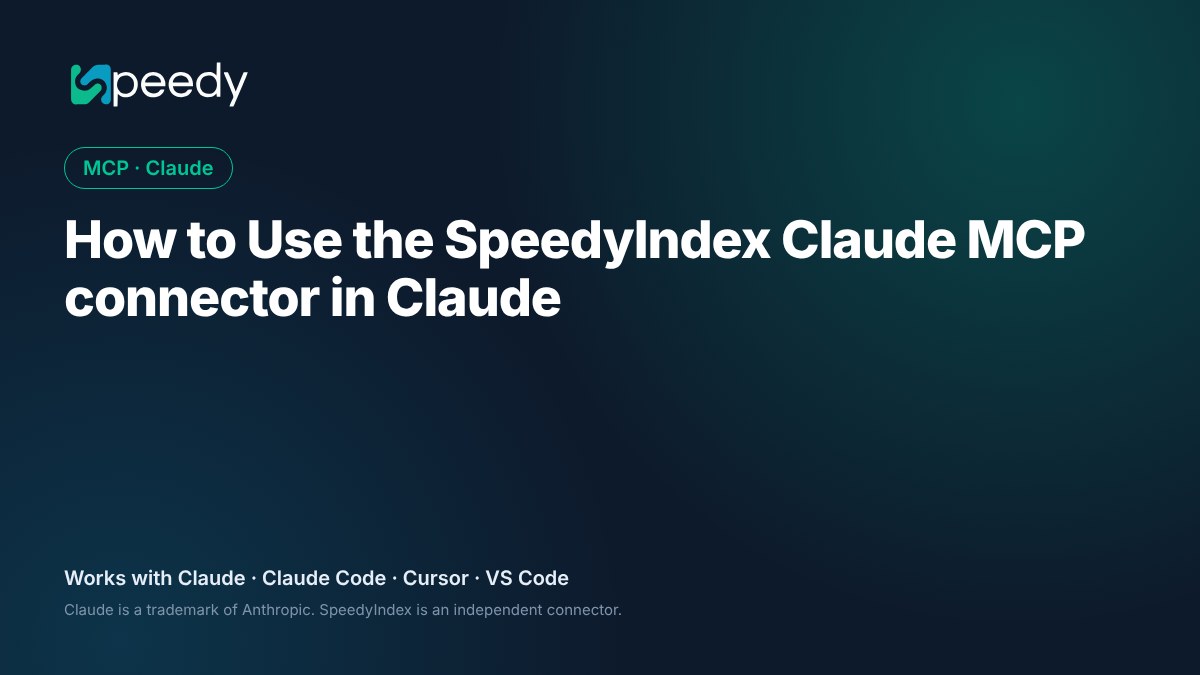 Speedy
MCP · Claude
How to Use the SpeedyIndex Claude MCP
connector in Claude
Works with Claude · Claude Code · Cursor · VS Code
Claude is a trademark of Anthropic. SpeedyIndex is an independent connector.